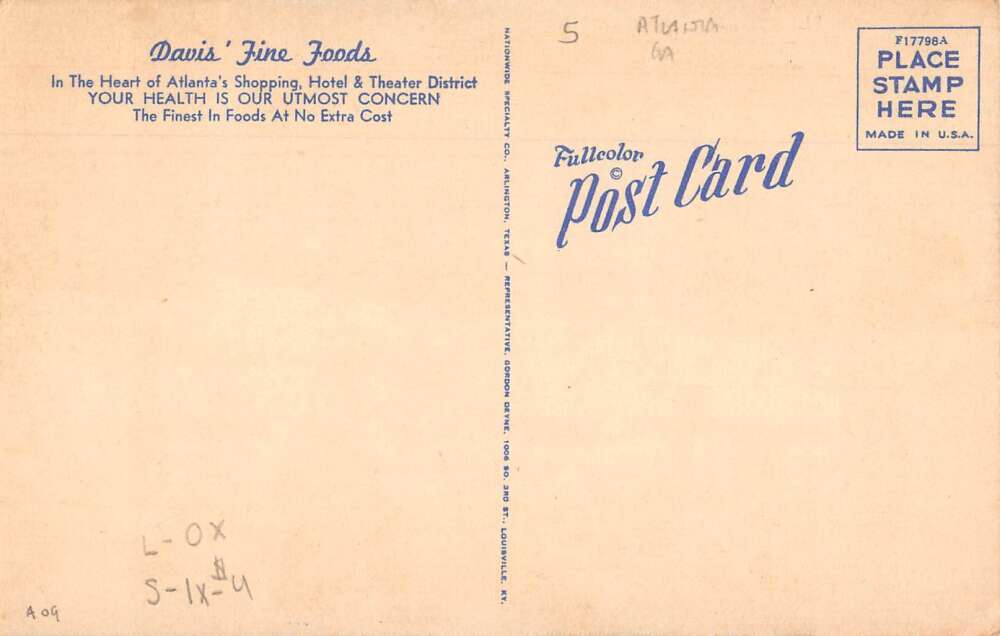 Davis' Fine Foods
In The Heart of Atlanta's Shopping, Hotel & Theater District
YOUR HEALTH IS OUR UTMOST CONCERN
The Finest In Foods At No Extra Cost
L-OX
S-1X-$4
A09
NATIONWIDE SPECIALTY CO., ARLINGTON, TEXAS — REPRESENTATIVE, GORDON DEYNE, 1006 SO. 3RD ST., LOUISVILLE, KY.
5
ATLANTA
GA
Fullcolor
©
Post Card
F17798A
PLACE
STAMP
HERE
MADE IN U.S.A.